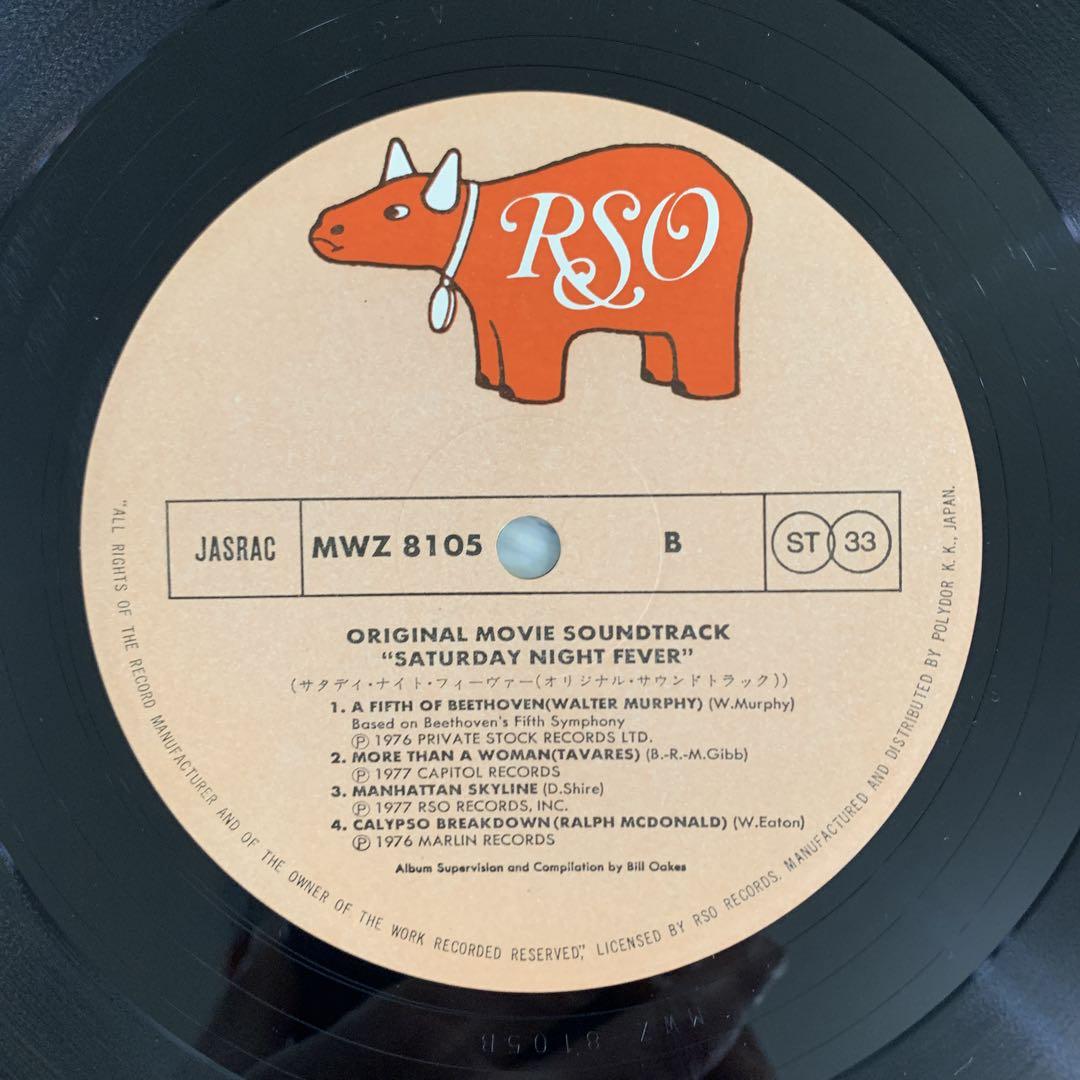 RSO
JASRAC MWZ 8105 B ST 33
ORIGINAL MOVIE SOUNDTRACK
“SATURDAY NIGHT FEVER”
(サタデイ・ナイト・フィーヴァー(オリジナル・サウンドトラック))
1. A FIFTH OF BEETHOVEN(WALTER MURPHY) (W.Murphy)
Based on Beethoven's Fifth Symphony
Ⓟ 1976 PRIVATE STOCK RECORDS LTD.
2. MORE THAN A WOMAN(TAVARES) (B.-R.-M.Gibb)
Ⓟ 1977 CAPITOL RECORDS
3. MANHATTAN SKYLINE (D.Shire)
Ⓟ 1977 RSO RECORDS, INC.
4. CALYPSO BREAKDOWN(RALPH MCDONALD) (W.Eaton)
Ⓟ 1976 MARLIN RECORDS
Album Supervision and Compilation by Bill Oakes
“ALL RIGHTS OF THE RECORD MANUFACTURER AND OF THE OWNER OF THE WORK RECORDED RESERVED,” LICENSED BY RSO RECORDS. MANUFACTURED AND DISTRIBUTED BY POLYDOR K. K., JAPAN.
MWZ 8105B